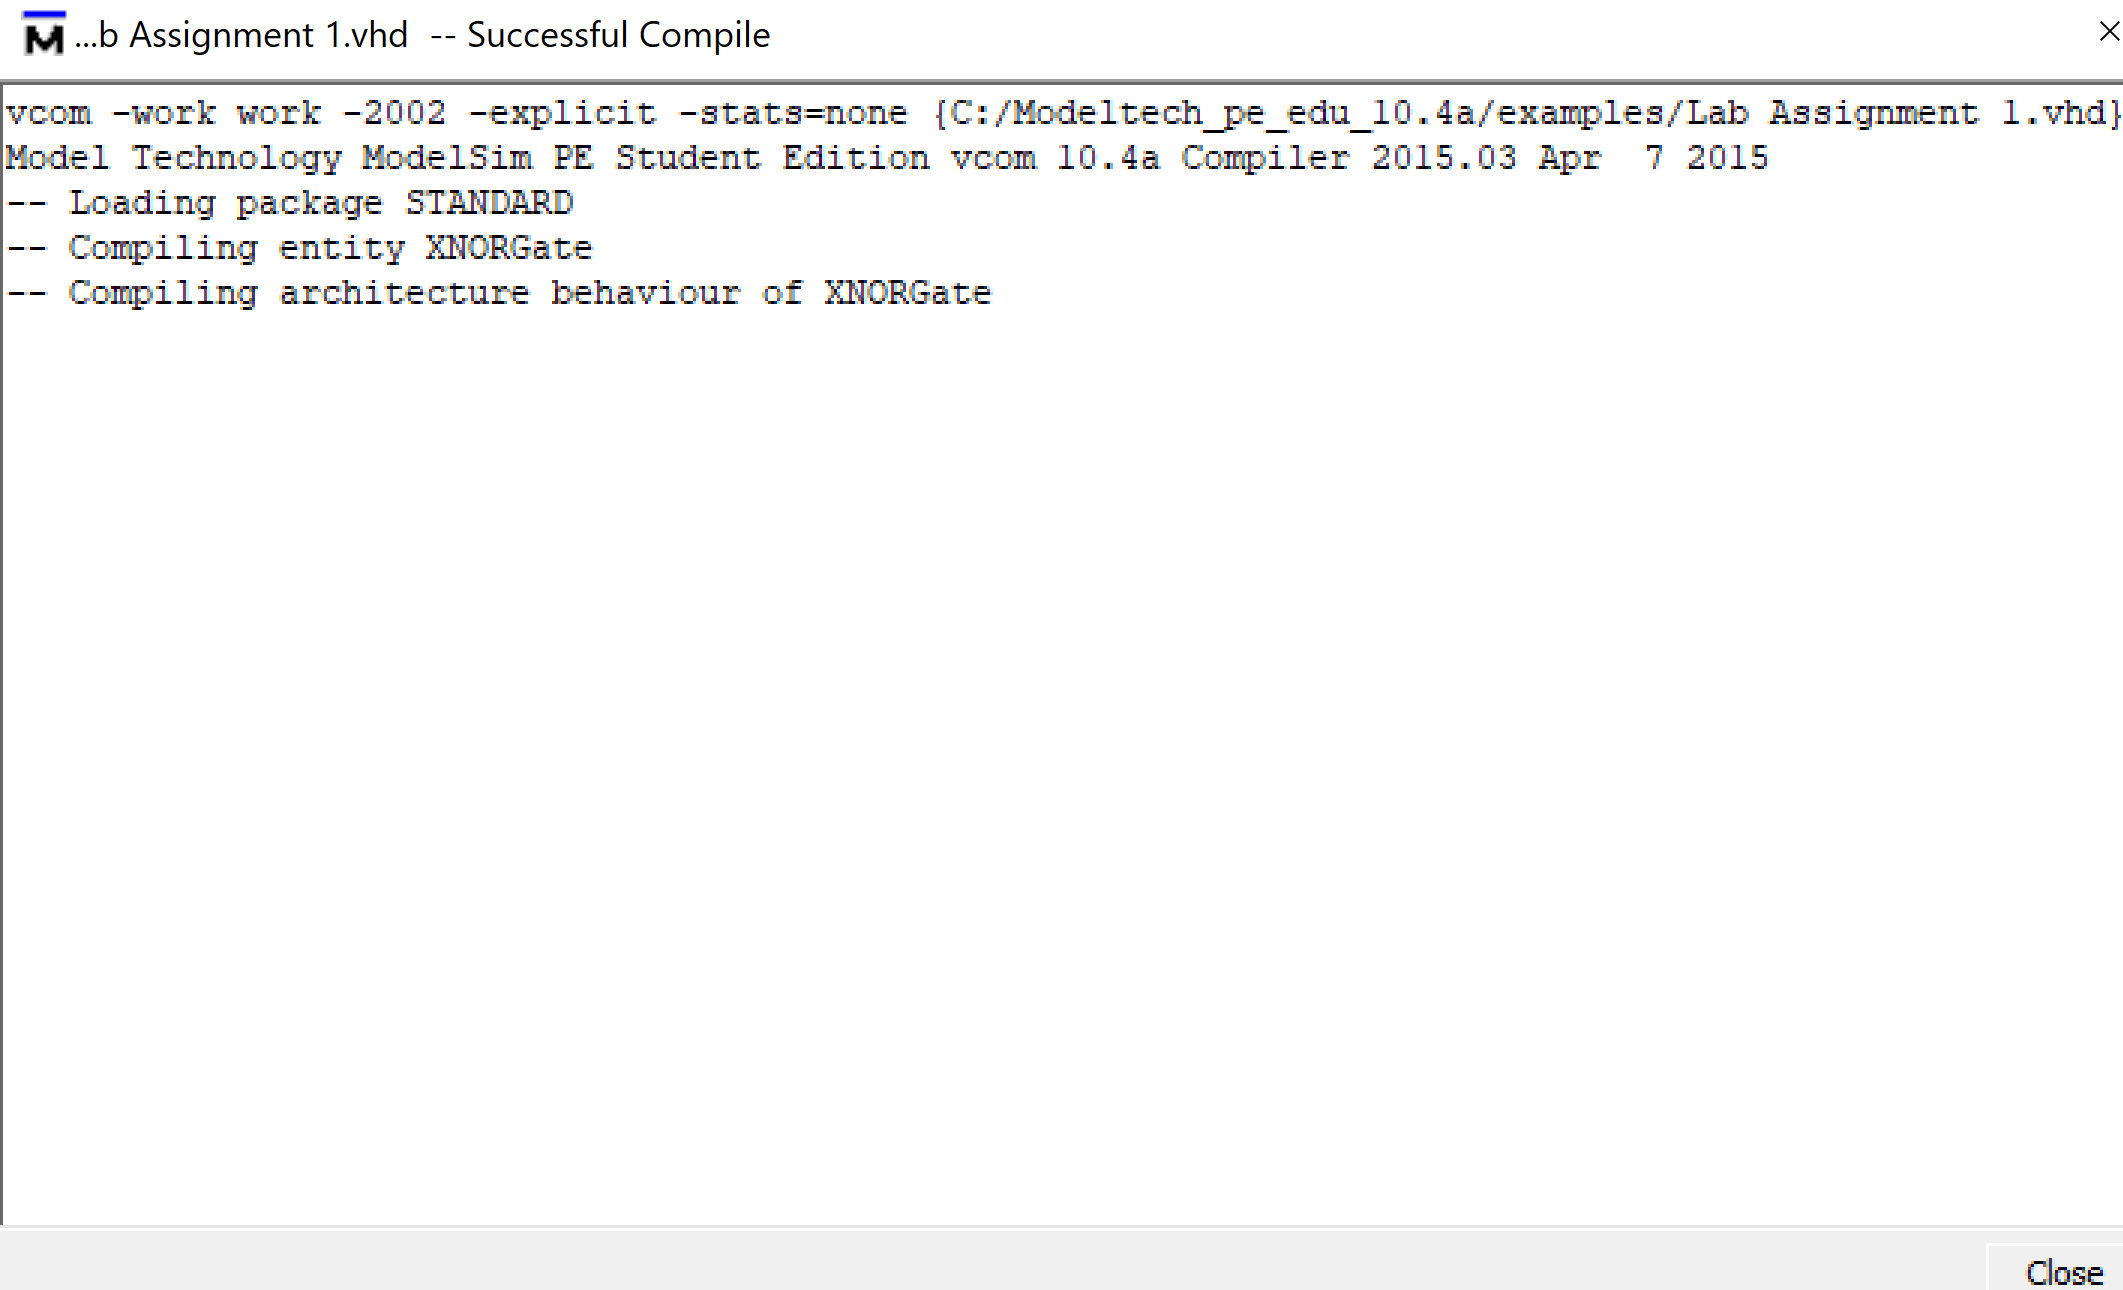 ...b Assignment 1.vhd -- Successful Compile
vcom -work work -2002 -explicit -stats=none {C:/Modeltech_pe_edu_10.4a/examples/Lab Assignment 1.vhd}
Model Technology ModelSim PE Student Edition vcom 10.4a Compiler 2015.03 Apr  7 2015
-- Loading package STANDARD
-- Compiling entity XNORGate
-- Compiling architecture behaviour of XNORGate
Close